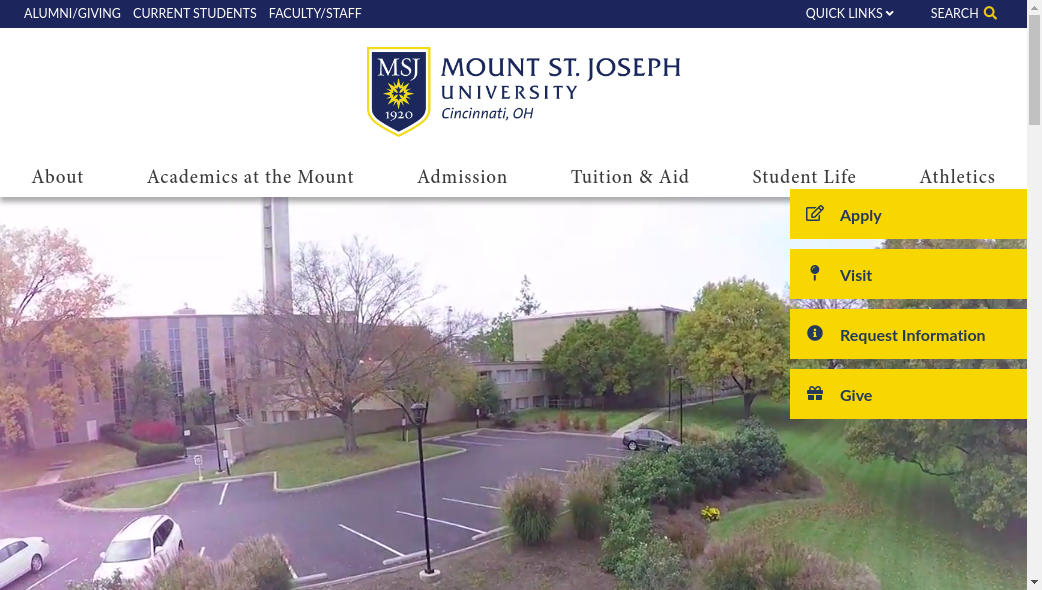 ALUMNI/GIVING CURRENT STUDENTS FACULTY/STAFF QUICK LINKS SEARCH
MSJ
1920
MOUNT ST. JOSEPH
UNIVERSITY
Cincinnati, OH
About Academics at the Mount Admission Tuition & Aid Student Life Athletics
Apply
Visit
Request Information
Give